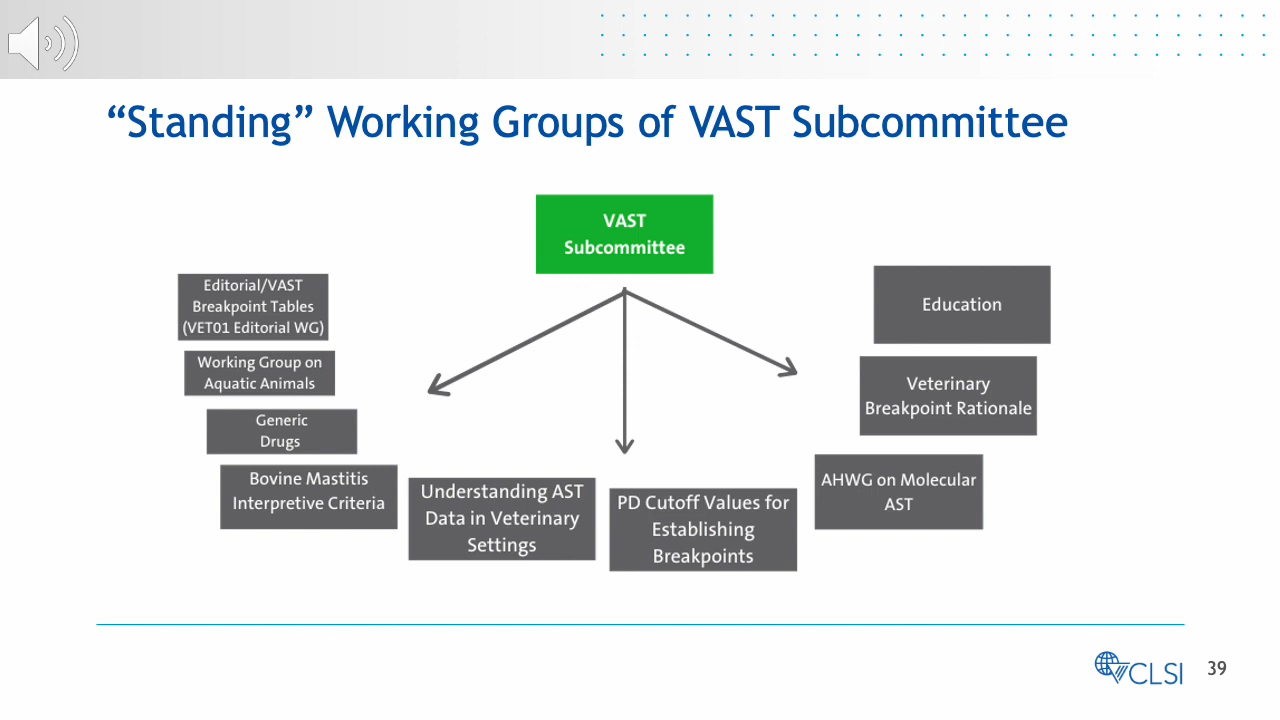 “Standing” Working Groups of VAST Subcommittee
VAST
Subcommittee
Editorial/VAST
Breakpoint Tables
(VET01 Editorial WG)
Working Group on
Aquatic Animals
Generic
Drugs
Bovine Mastitis
Interpretive Criteria
Understanding AST
Data in Veterinary
Settings
PD Cutoff Values for
Establishing
Breakpoints
AHWG on Molecular
AST
Veterinary
Breakpoint Rationale
Education
CLSI
39